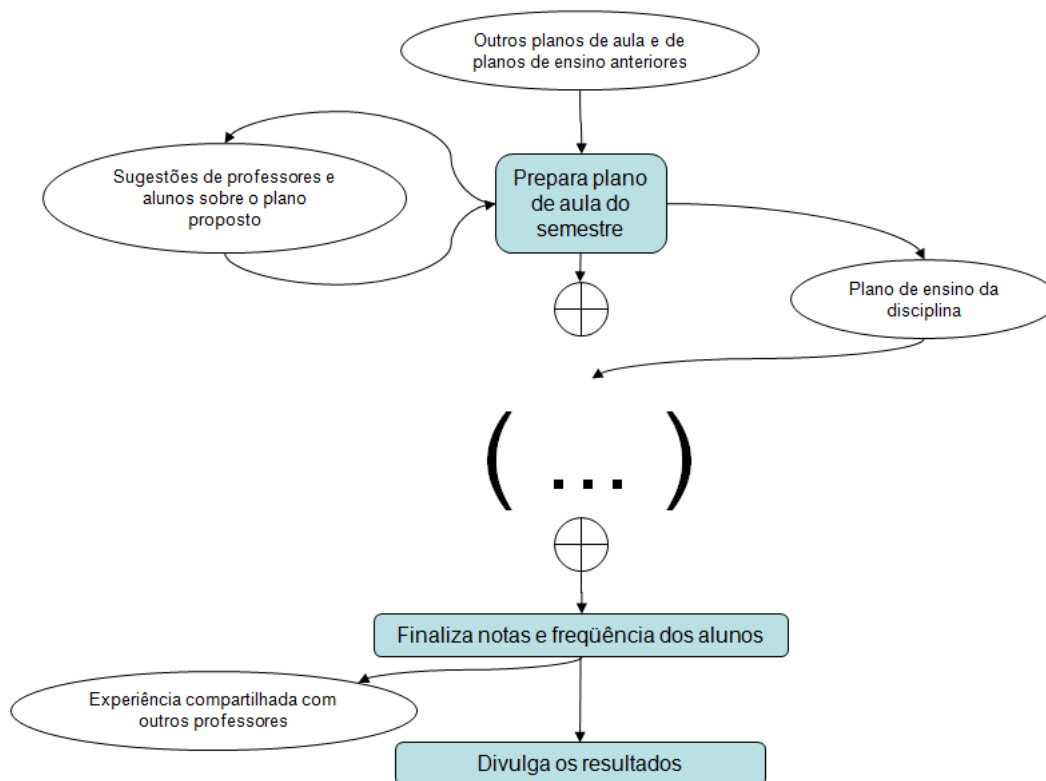 Outros planos de aula e de
planos de ensino anteriores
Sugestões de professores e
alunos sobre o plano
proposto
Prepara plano
de aula do
semestre
Plano de ensino da
disciplina
( ... )
Finaliza notas e freqüência dos alunos
Experiência compartilhada com
outros professores
Divulga os resultados